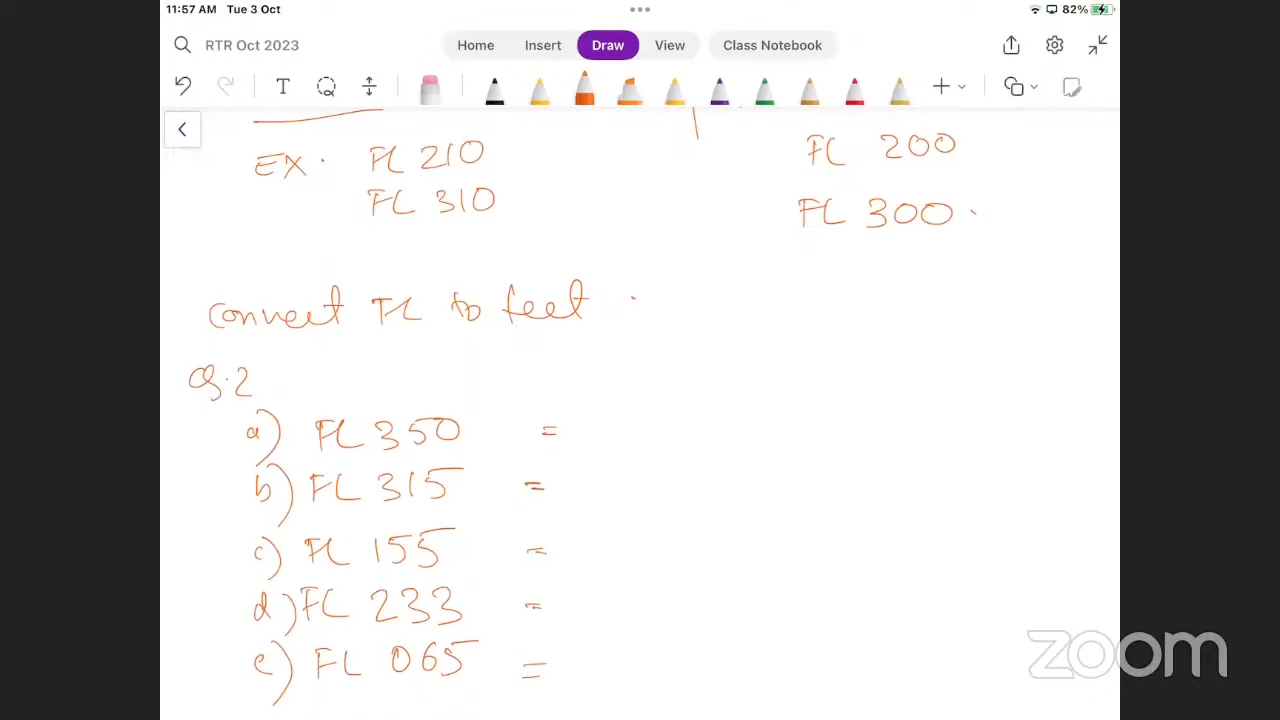 11:57 AM Tue 3 Oct 82%
RTR Oct 2023
Home Insert Draw View Class Notebook
EX. FL 210 FL 200
FL 310 FL 300.
Convert FL to feet.
Q.2
a) FL 350 =
b) FL 315 =
c) FL 155 =
d) FL 233 =
e) FL 065 =
zoom